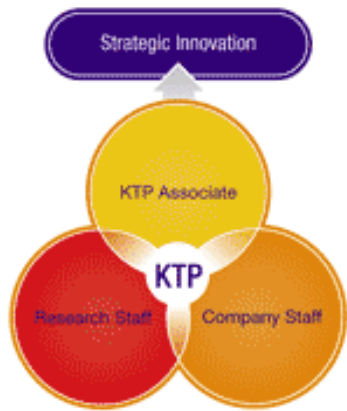 Strategic Innovation
KTP Associate
KTP
Research Staff
Company Staff